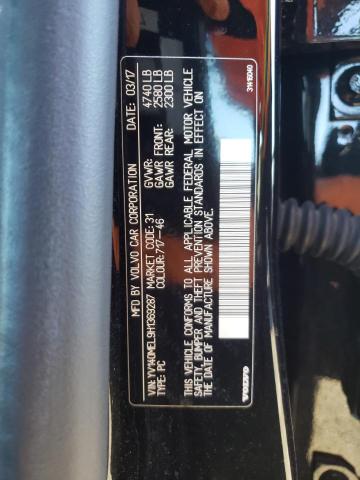 MFD BY VOLVO CAR CORPORATION DATE: 03/17
GVWR: 4740 LB
GAWR FRONT: 2580 LB
GAWR REAR: 2300 LB
VIN: YV140MEL9H1369287 MARKET CODE: 31
TYPE: PC COLOUR: 717-46
THIS VEHICLE CONFORMS TO ALL APPLICABLE FEDERAL MOTOR VEHICLE
SAFETY, BUMPER AND THEFT PREVENTION STANDARDS IN EFFECT ON
THE DATE OF MANUFACTURE SHOWN ABOVE
VOLVO